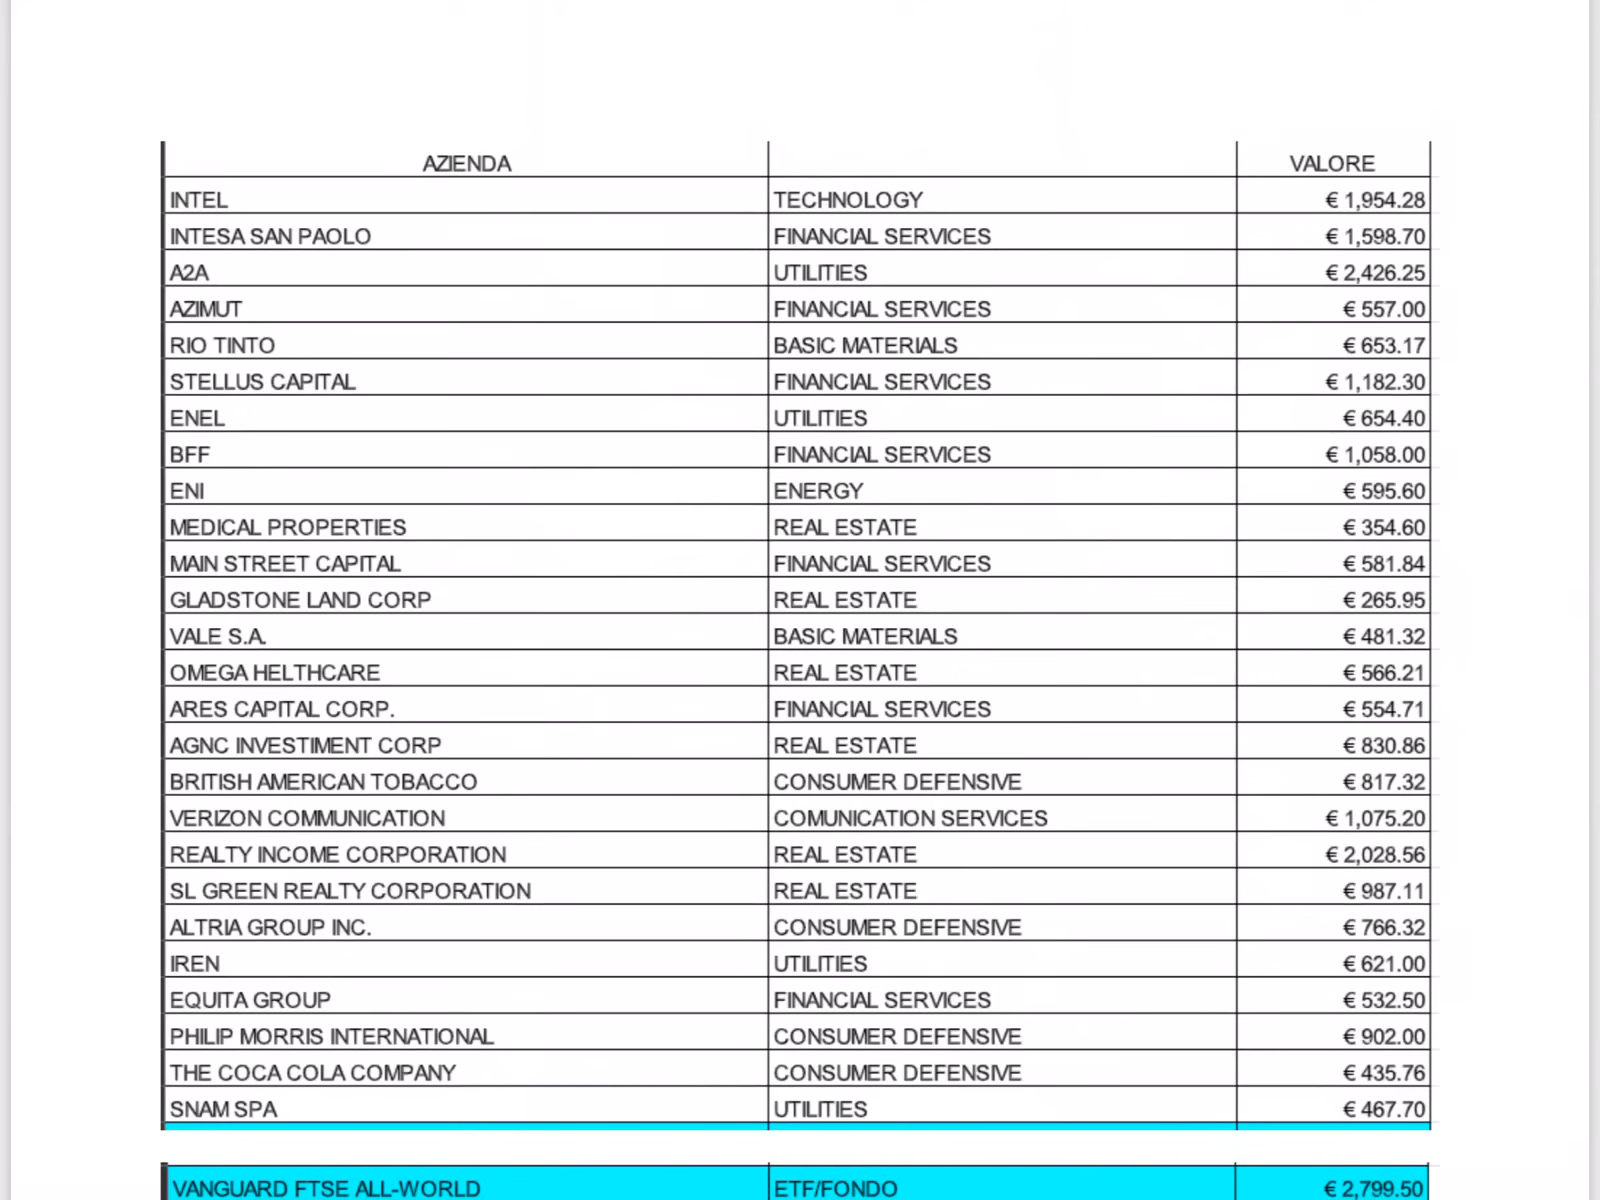 AZIENDA VALORE
INTEL TECHNOLOGY € 1,954.28
INTESA SAN PAOLO FINANCIAL SERVICES € 1,598.70
A2A UTILITIES € 2,426.25
AZIMUT FINANCIAL SERVICES € 557.00
RIO TINTO BASIC MATERIALS € 653.17
STELLUS CAPITAL FINANCIAL SERVICES € 1,182.30
ENEL UTILITIES € 654.40
BFF FINANCIAL SERVICES € 1,058.00
ENI ENERGY € 595.60
MEDICAL PROPERTIES REAL ESTATE € 354.60
MAIN STREET CAPITAL FINANCIAL SERVICES € 581.84
GLADSTONE LAND CORP REAL ESTATE € 265.95
VALE S.A. BASIC MATERIALS € 481.32
OMEGA HELTHCARE REAL ESTATE € 566.21
ARES CAPITAL CORP. FINANCIAL SERVICES € 554.71
AGNC INVESTIMENT CORP REAL ESTATE € 830.86
BRITISH AMERICAN TOBACCO CONSUMER DEFENSIVE € 817.32
VERIZON COMMUNICATION COMUNICATION SERVICES € 1,075.20
REALTY INCOME CORPORATION REAL ESTATE € 2,028.56
SL GREEN REALTY CORPORATION REAL ESTATE € 987.11
ALTRIA GROUP INC. CONSUMER DEFENSIVE € 766.32
IREN UTILITIES € 621.00
EQUITA GROUP FINANCIAL SERVICES € 532.50
PHILIP MORRIS INTERNATIONAL CONSUMER DEFENSIVE € 902.00
THE COCA COLA COMPANY CONSUMER DEFENSIVE € 435.76
SNAM SPA UTILITIES € 467.70
VANGUARD FTSE ALL-WORLD ETF/FONDO € 2,799.50